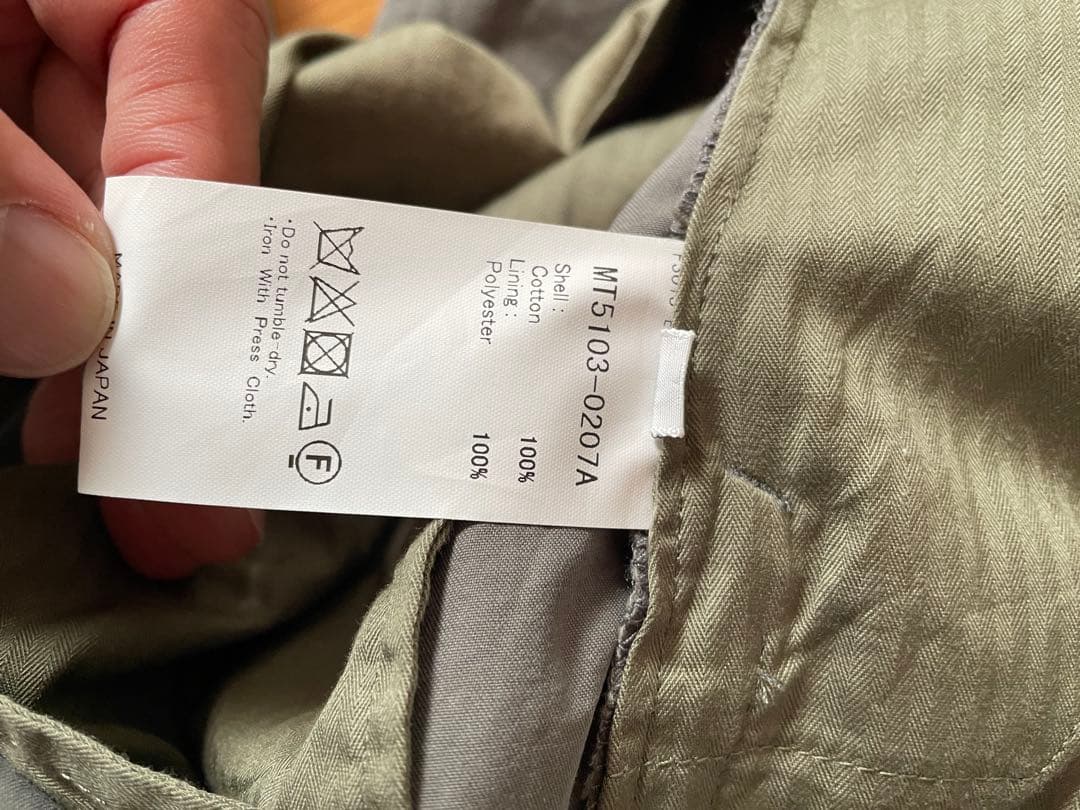 MT5103-0207A
Shell:
Cotton 100%
Lining:
Polyester 100%
F
·Do not tumble-dry.
·Iron With Press Cloth.
JAPAN